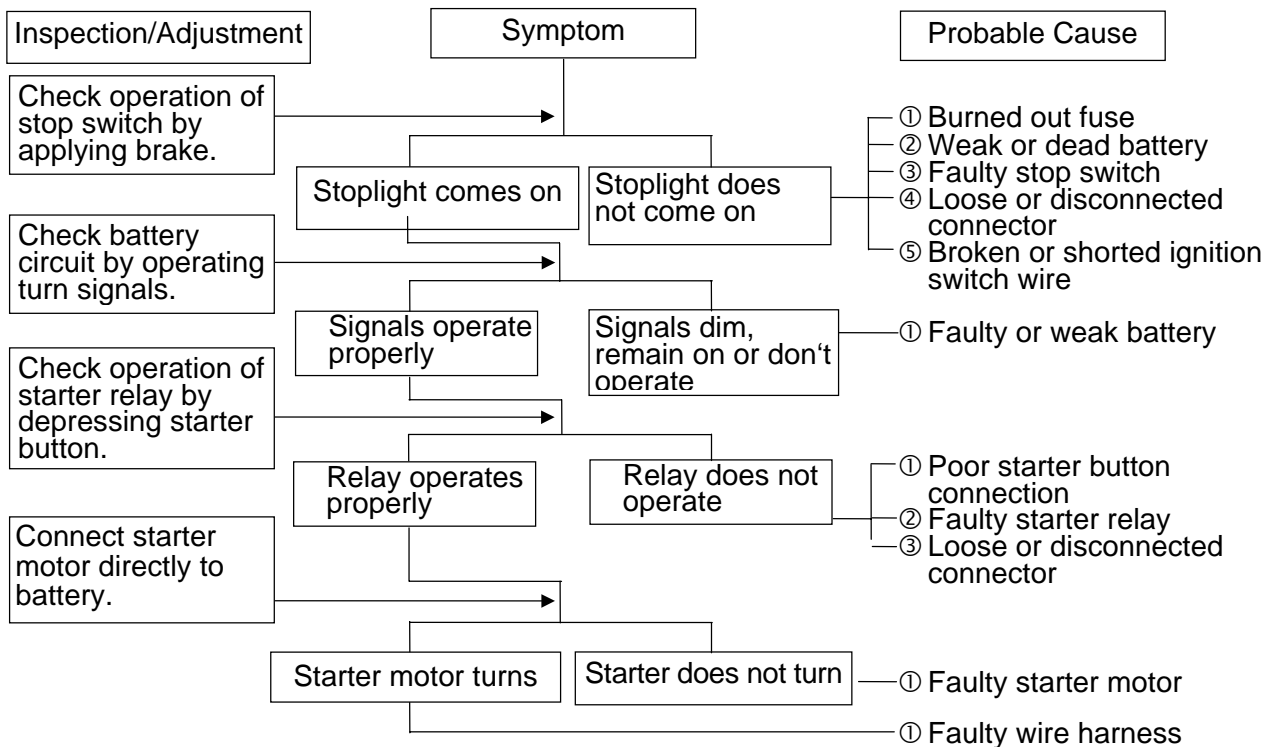 Inspection/Adjustment
Symptom
Probable Cause
Check operation of
stop switch by
applying brake.
Stoplight comes on
Stoplight does
not come on
① Burned out fuse
② Weak or dead battery
③ Faulty stop switch
④ Loose or disconnected
connector
⑤ Broken or shorted ignition
switch wire
Check battery
circuit by operating
turn signals.
Signals operate
properly
Signals dim,
remain on or don‘t
operate
① Faulty or weak battery
Check operation of
starter relay by
depressing starter
button.
Relay operates
properly
Relay does not
operate
① Poor starter button
connection
② Faulty starter relay
③ Loose or disconnected
connector
Connect starter
motor directly to
battery.
Starter motor turns
Starter does not turn
① Faulty starter motor
① Faulty wire harness